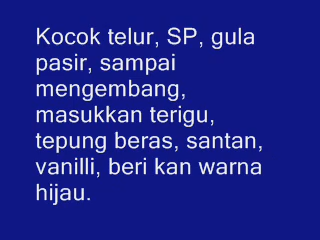 Kocok telur, SP, gula
pasir, sampai
mengembang,
masukkan terigu,
tepung beras, santan,
vanilli, beri kan warna
hijau.